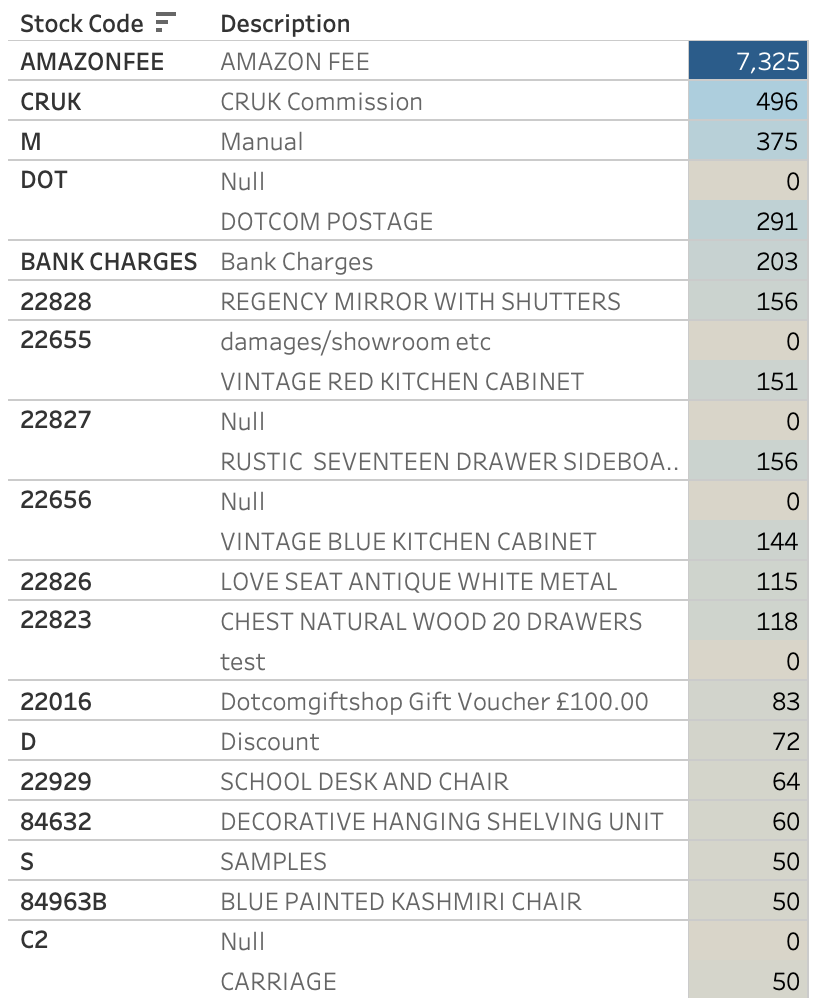 Stock Code Description
AMAZONFEE AMAZON FEE 7,325
CRUK CRUK Commission 496
M Manual 375
DOT Null 0
DOTCOM POSTAGE 291
BANK CHARGES Bank Charges 203
22828 REGENCY MIRROR WITH SHUTTERS 156
22655 damages/showroom etc 0
VINTAGE RED KITCHEN CABINET 151
22827 Null 0
RUSTIC  SEVENTEEN DRAWER SIDEBOA.. 156
22656 Null 0
VINTAGE BLUE KITCHEN CABINET 144
22826 LOVE SEAT ANTIQUE WHITE METAL 115
22823 CHEST NATURAL WOOD 20 DRAWERS 118
test 0
22016 Dotcomgiftshop Gift Voucher £100.00 83
D Discount 72
22929 SCHOOL DESK AND CHAIR 64
84632 DECORATIVE HANGING SHELVING UNIT 60
S SAMPLES 50
84963B BLUE PAINTED KASHMIRI CHAIR 50
C2 Null 0
CARRIAGE 50